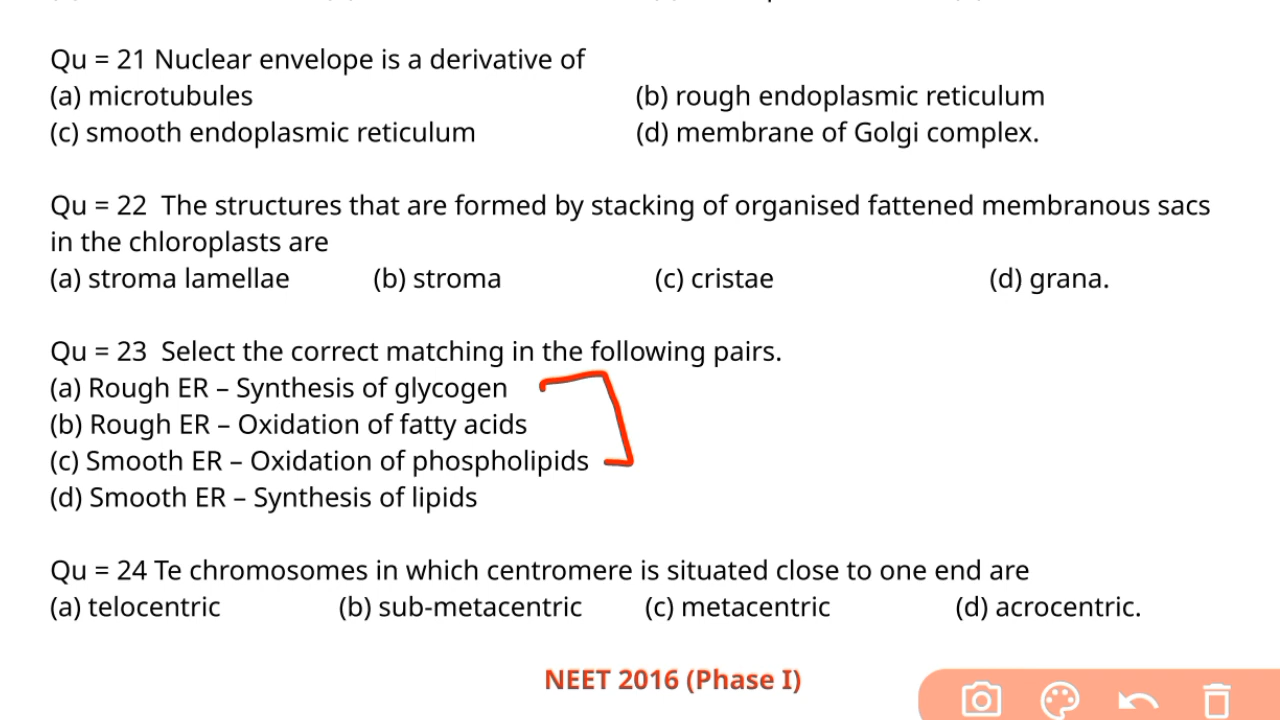 Qu = 21 Nuclear envelope is a derivative of
(a) microtubules (b) rough endoplasmic reticulum
(c) smooth endoplasmic reticulum (d) membrane of Golgi complex.
Qu = 22 The structures that are formed by stacking of organised fattened membranous sacs
in the chloroplasts are
(a) stroma lamellae (b) stroma (c) cristae (d) grana.
Qu = 23 Select the correct matching in the following pairs.
(a) Rough ER – Synthesis of glycogen
(b) Rough ER – Oxidation of fatty acids
(c) Smooth ER – Oxidation of phospholipids
(d) Smooth ER – Synthesis of lipids
Qu = 24 Te chromosomes in which centromere is situated close to one end are
(a) telocentric (b) sub-metacentric (c) metacentric (d) acrocentric.
NEET 2016 (Phase I)